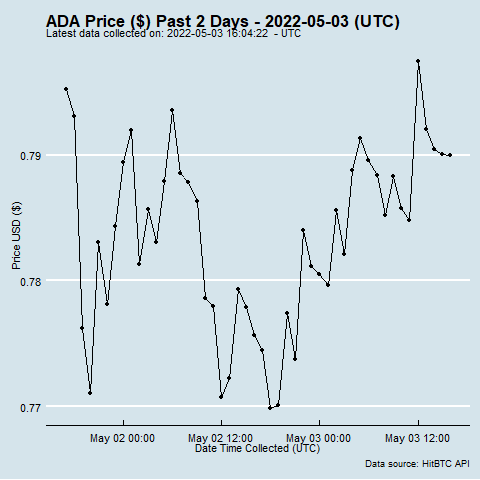 ADA Price ($) Past 2 Days - 2022-05-03 (UTC)
Latest data collected on: 2022-05-03 16:04:22  - UTC
0.79
0.78
0.77
Price USD ($)
May 02 00:00 May 02 12:00 May 03 00:00 May 03 12:00
Date Time Collected (UTC)
Data source: HitBTC API